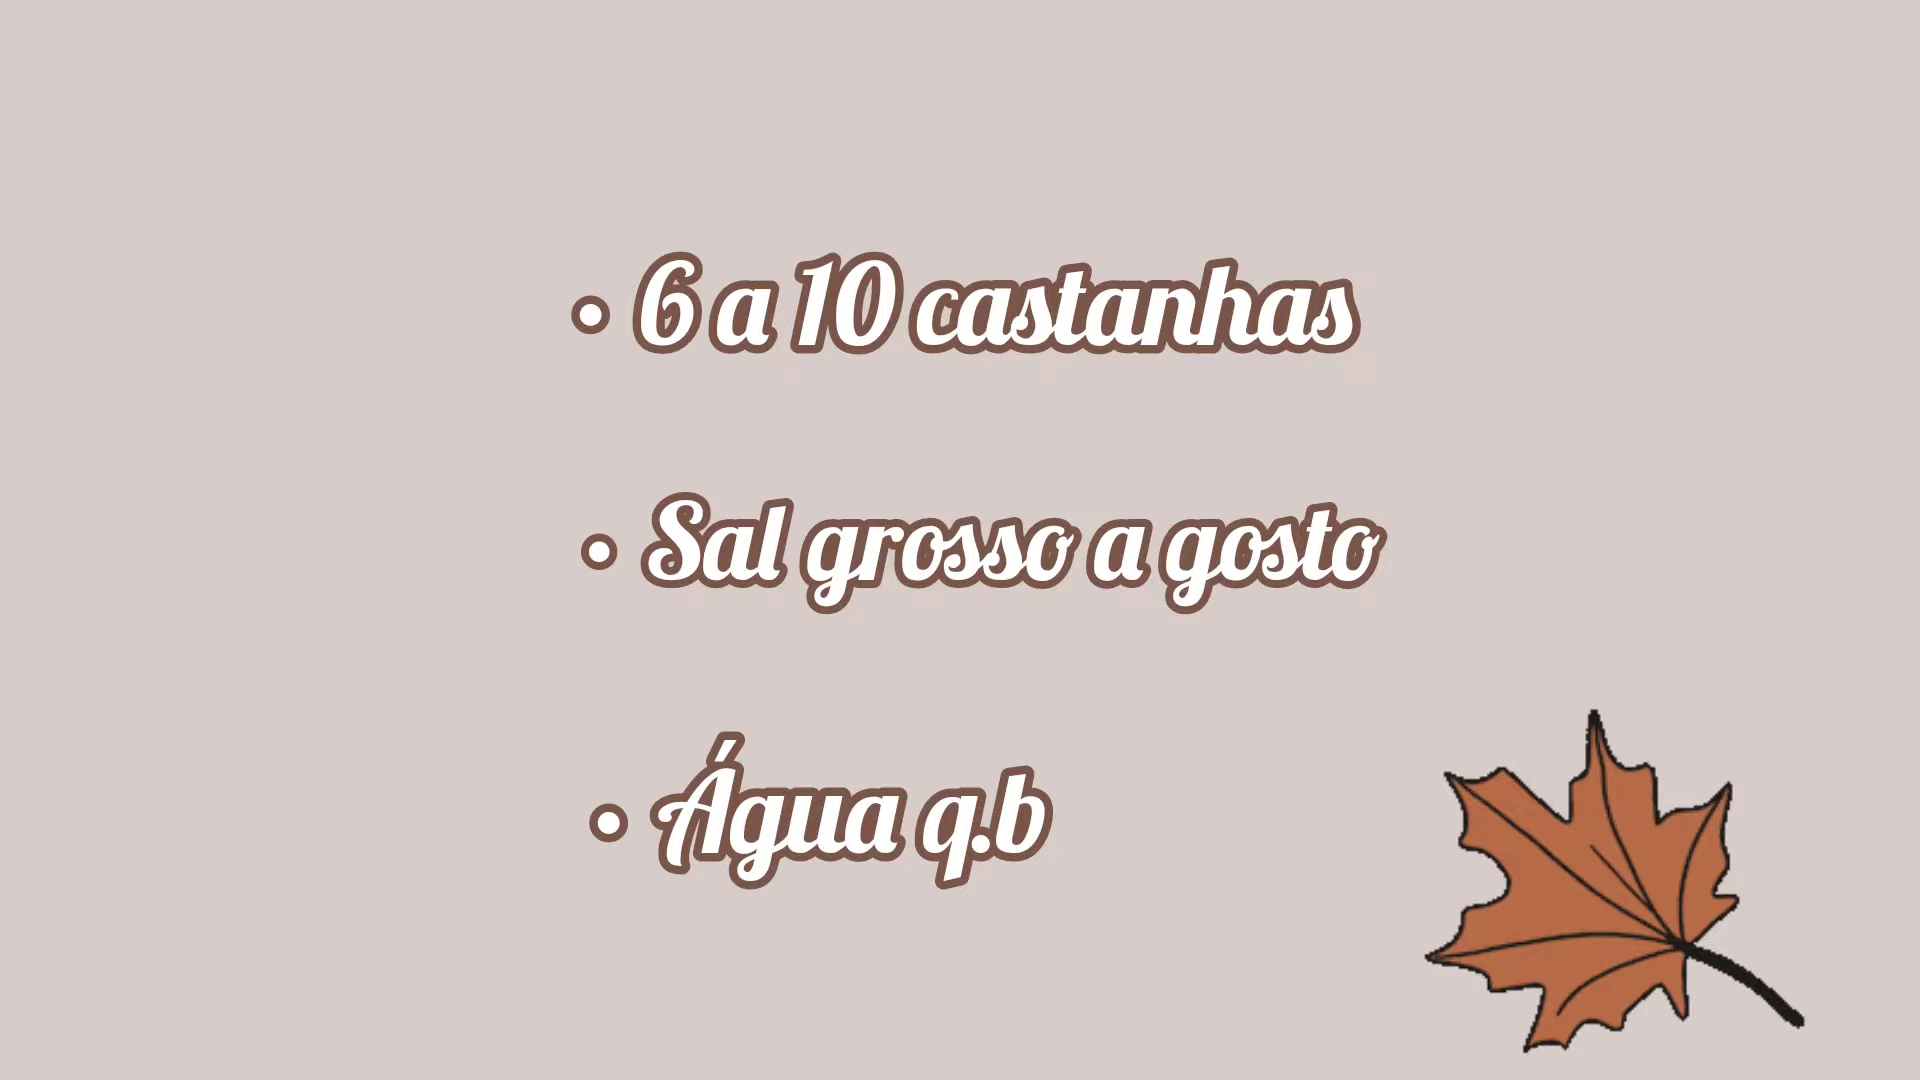 • 6 a 10 castanhas
• Sal grosso a gosto
• Água q.b